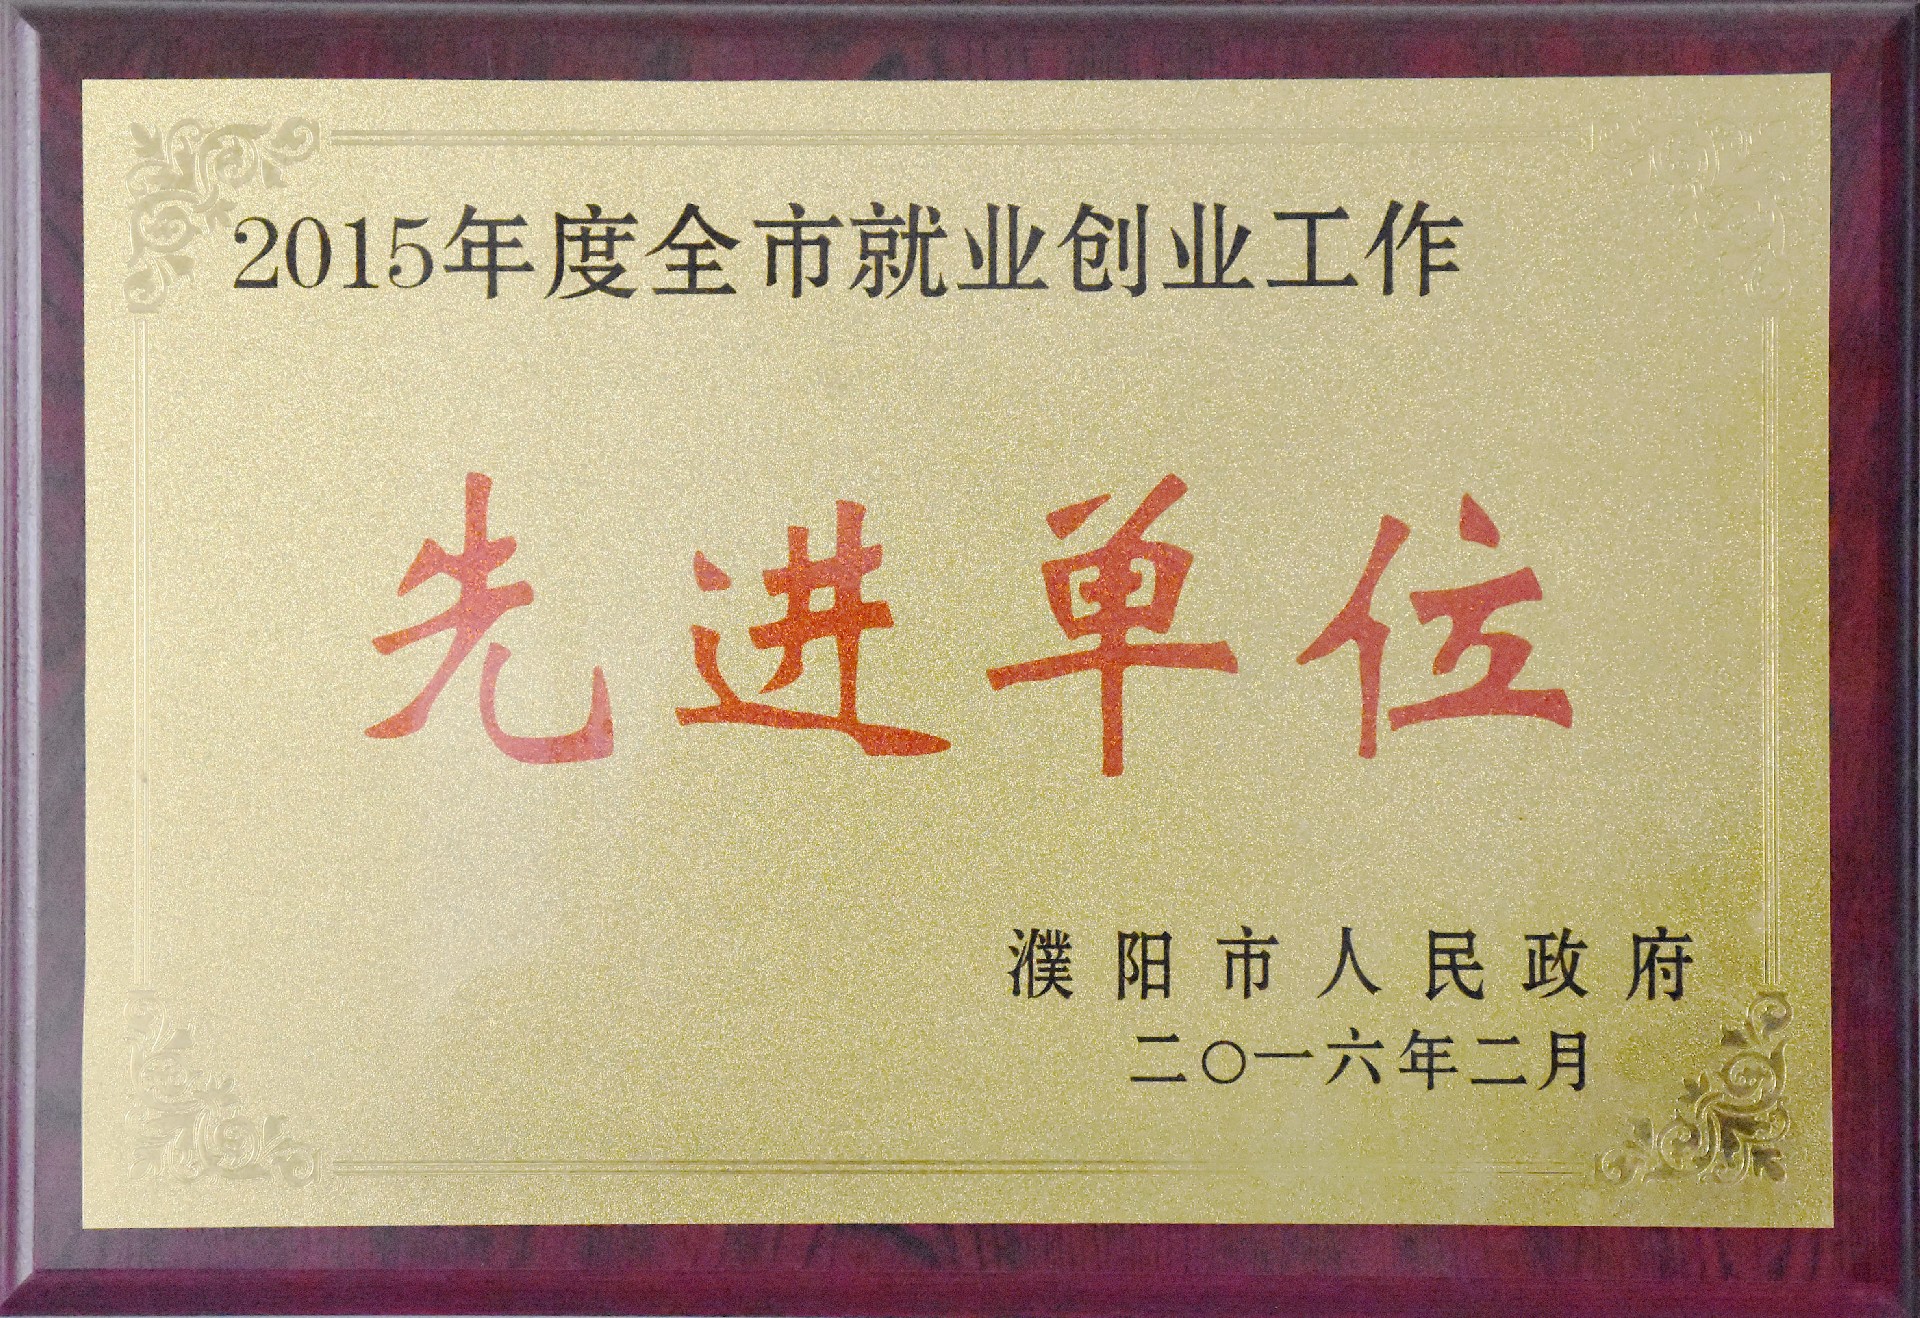 2015年度全市就业创业工作
先进单位
濮阳市人民政府
二〇一六年二月